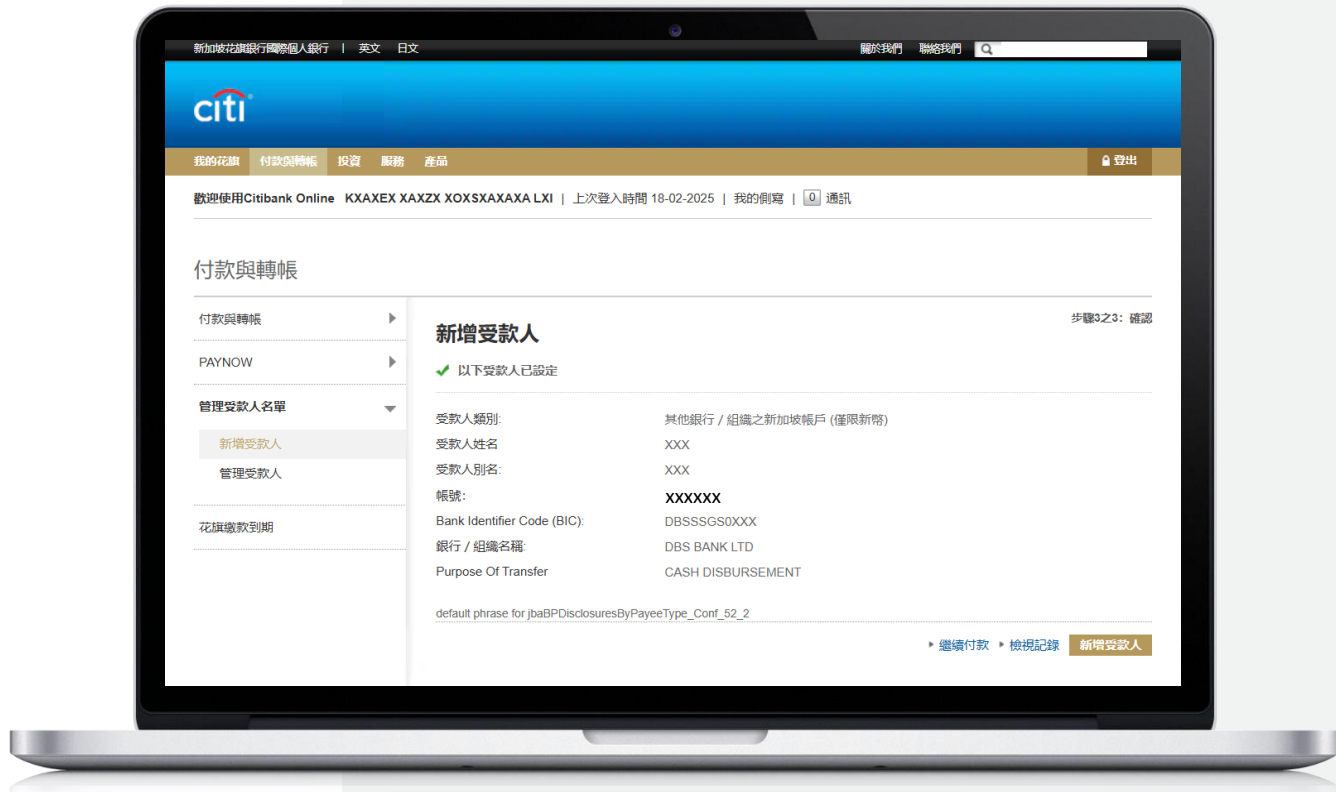 新加坡花旗銀行國際個人銀行 | 英文 日文 關於我們 聯絡我們
citi
我的花旗 付款與轉帳 投資 服務 產品 登出
歡迎使用Citibank Online KXAXEX XAXZX XOXSXAXAXA LXI | 上次登入時間 18-02-2025 | 我的側寫 | 0 通訊
付款與轉帳
付款與轉帳
PAYNOW
管理受款人名單
新增受款人
管理受款人
花旗繳款到期
步驟3之3: 確認
新增受款人
以下受款人已設定
受款人類別: 其他銀行 / 組織之新加坡帳戶 (僅限新幣)
受款人姓名 XXX
受款人別名: XXX
帳號: XXXXXX
Bank Identifier Code (BIC): DBSSSGS0XXX
銀行 / 組織名稱: DBS BANK LTD
Purpose Of Transfer CASH DISBURSEMENT
default phrase for jbaBPDisclosuresByPayeeType_Conf_52_2
繼續付款 檢視記錄 新增受款人